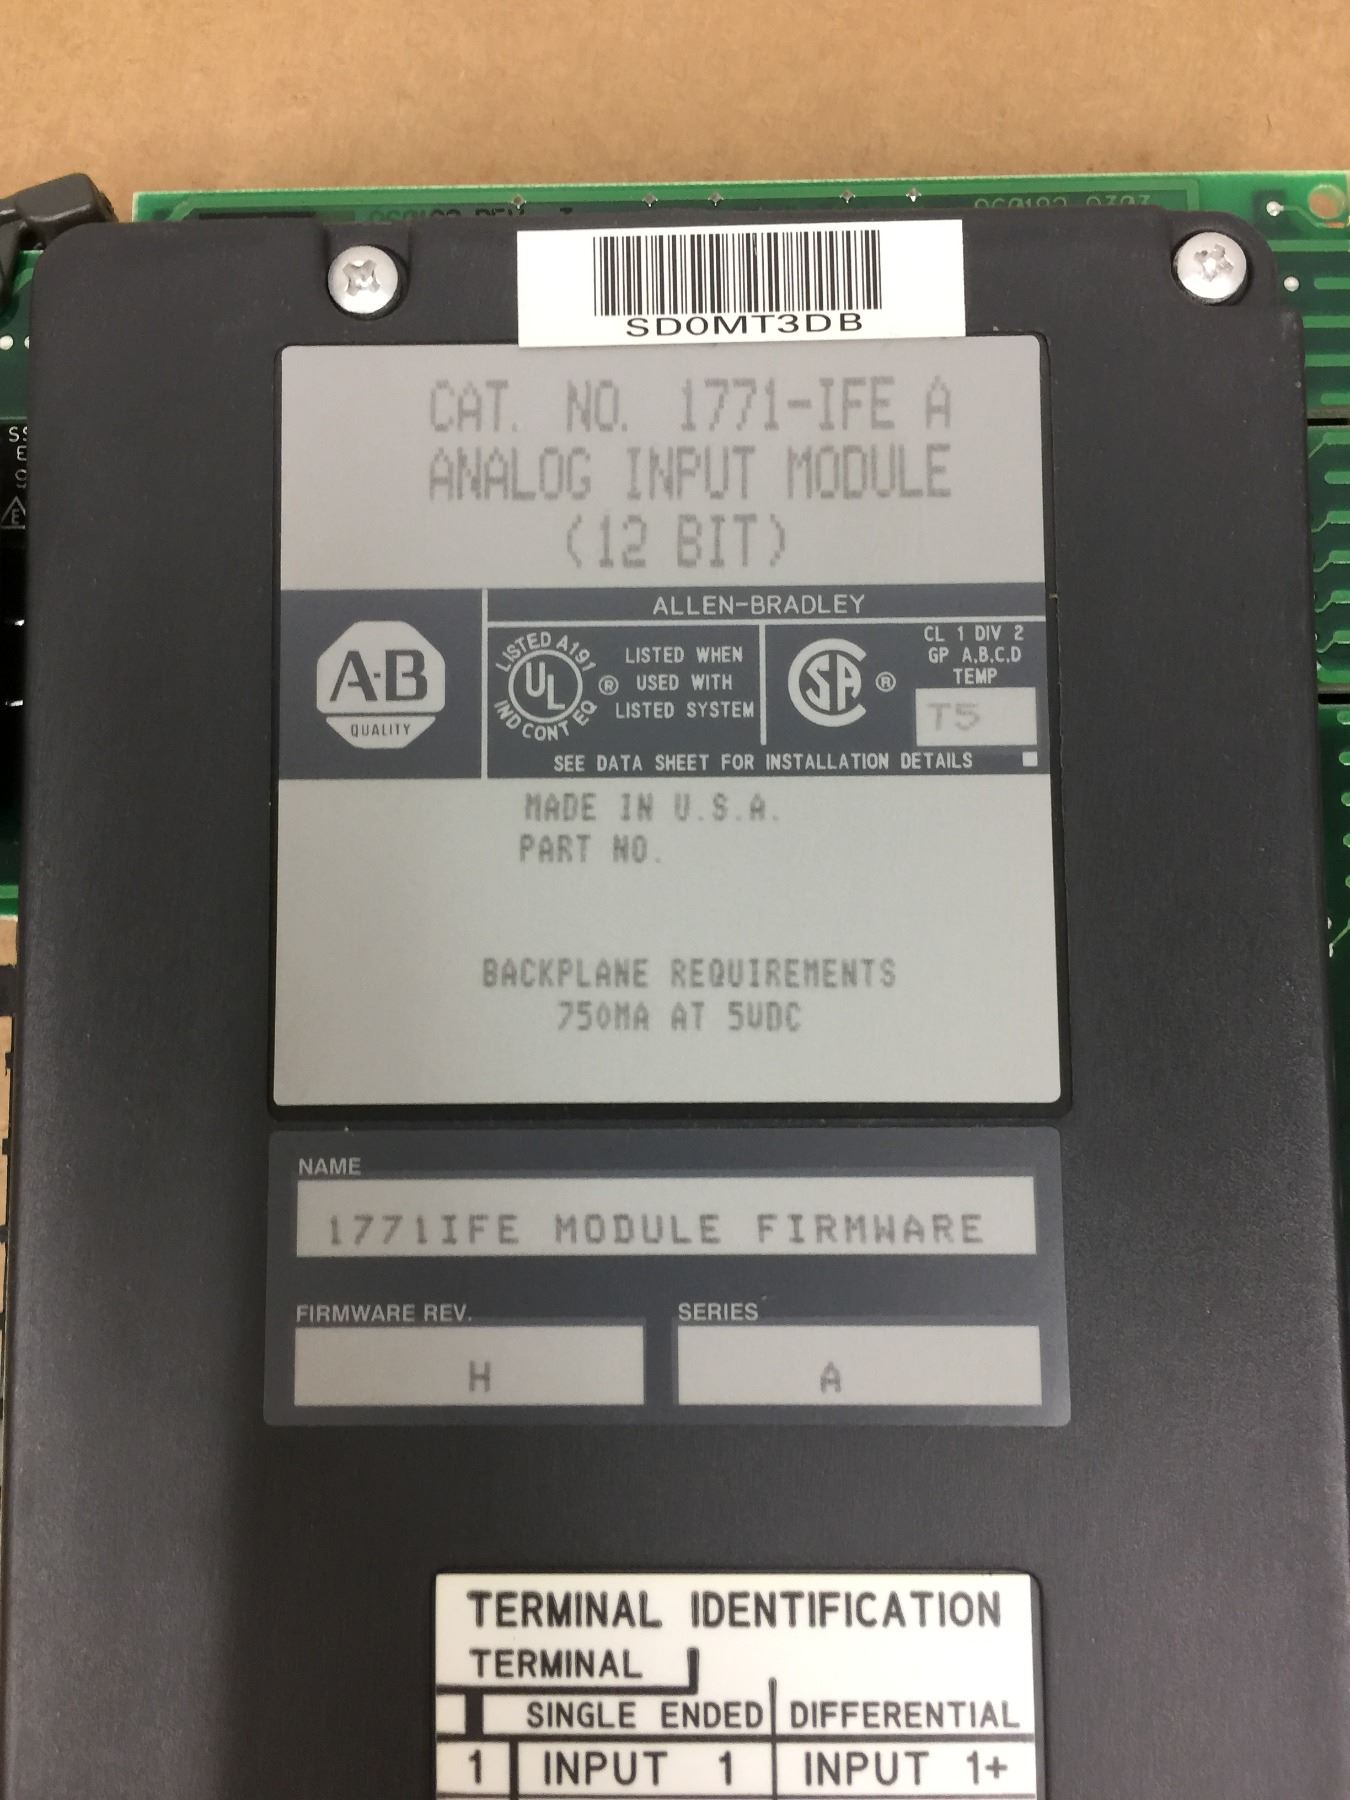 960182 9303
SD0MT3DB
CAT. NO. 1771-IFE A
ANALOG INPUT MODULE
(12 BIT)
ALLEN-BRADLEY
A-B
QUALITY
LISTED A191
UL
IND CONT EQ
®
LISTED WHEN
USED WITH
LISTED SYSTEM
SA ®
CL 1 DIV 2
GP A,B,C,D
TEMP
T5
SEE DATA SHEET FOR INSTALLATION DETAILS
MADE IN U.S.A.
PART NO.
BACKPLANE REQUIREMENTS
750MA AT 5VDC
NAME
1771IFE MODULE FIRMWARE
FIRMWARE REV.
H
SERIES
A
TERMINAL IDENTIFICATION
TERMINAL
SINGLE ENDED DIFFERENTIAL
1 INPUT 1 INPUT 1+